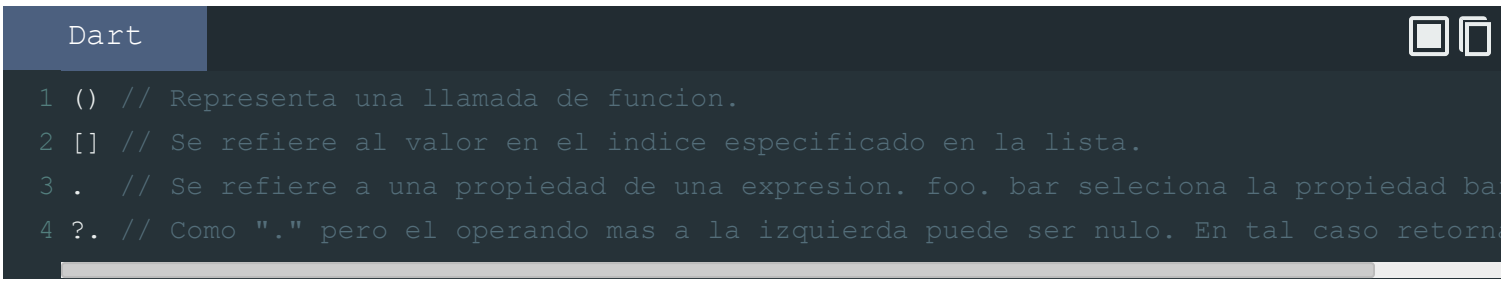 Dart
1 () // Representa una llamada de funcion.
2 [] // Se refiere al valor en el indice especificado en la lista.
3 . // Se refiere a una propiedad de una expresion. foo. bar seleciona la propiedad
4 ?. // Como "." pero el operando mas a la izquierda puede ser nulo. En tal caso